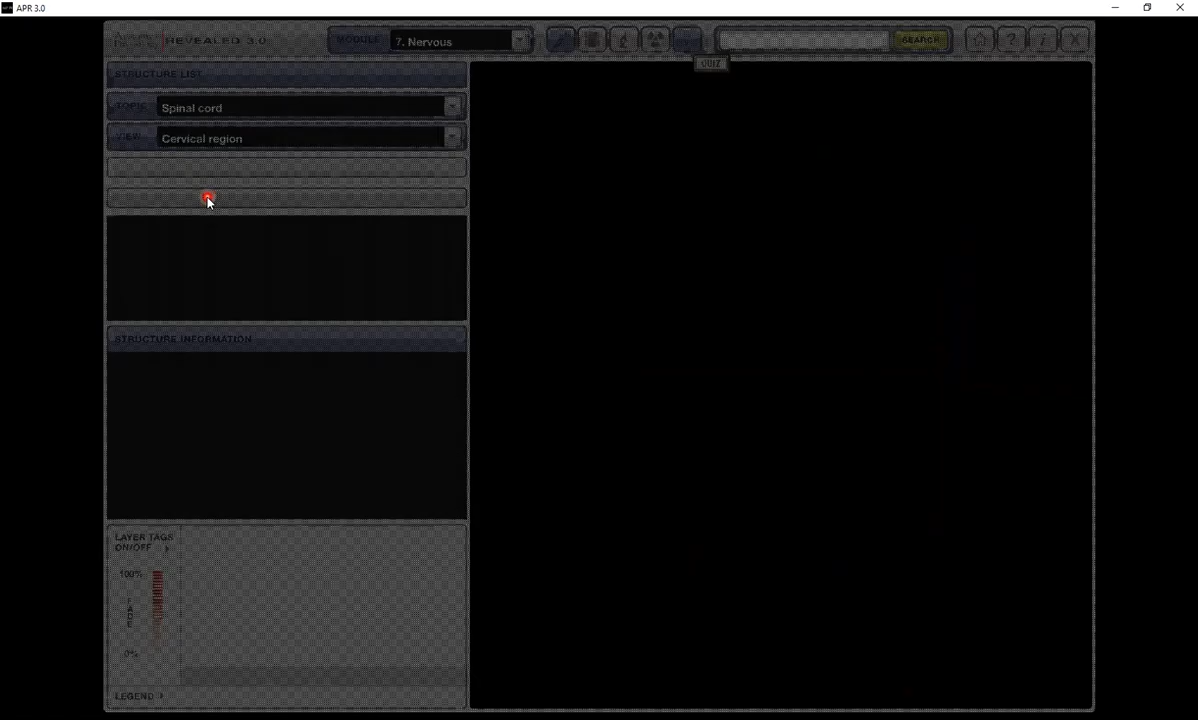 APR 3.0
REVEALED 3.0
MODULE
7. Nervous
SEARCH
QUIZ
STRUCTURE LIST
TOPIC
Spinal cord
VIEW
Cervical region
STRUCTURE INFORMATION
LAYER TAGS
ON/OFF
100%
FADE
0%
LEGEND